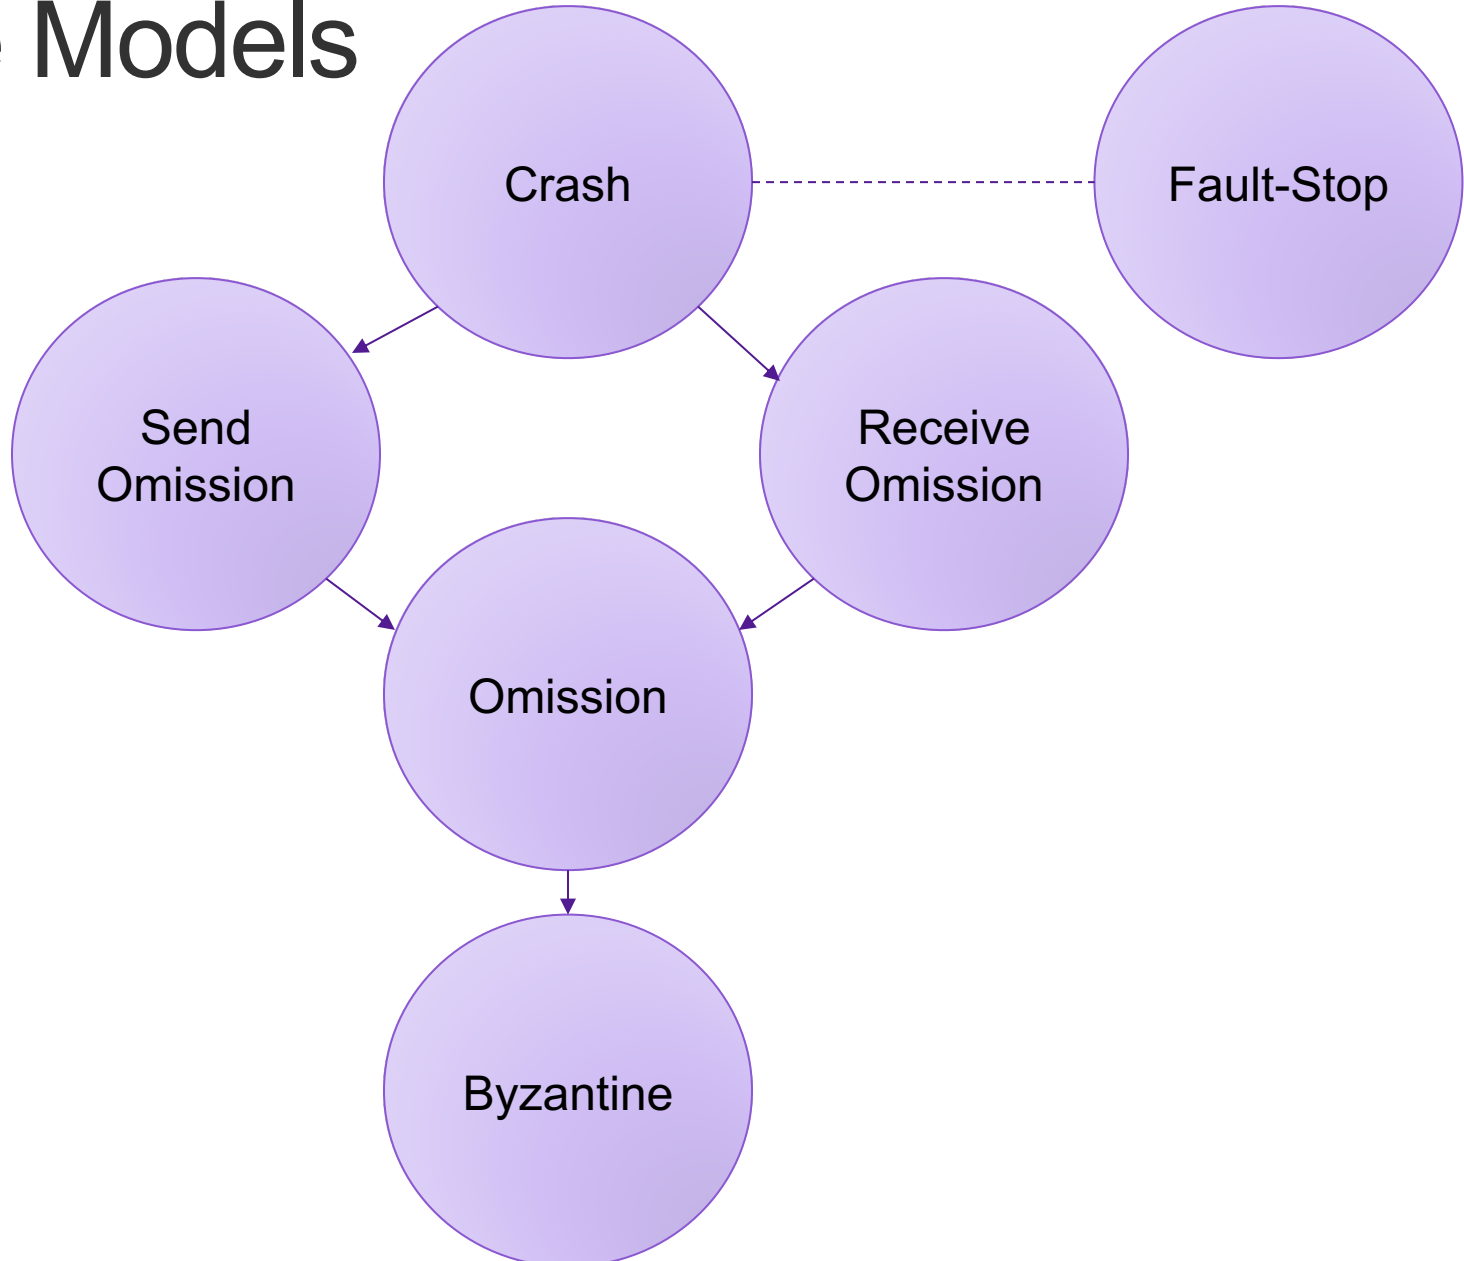 Models
Crash
Fault-Stop
Send
Omission
Receive
Omission
Omission
Byzantine